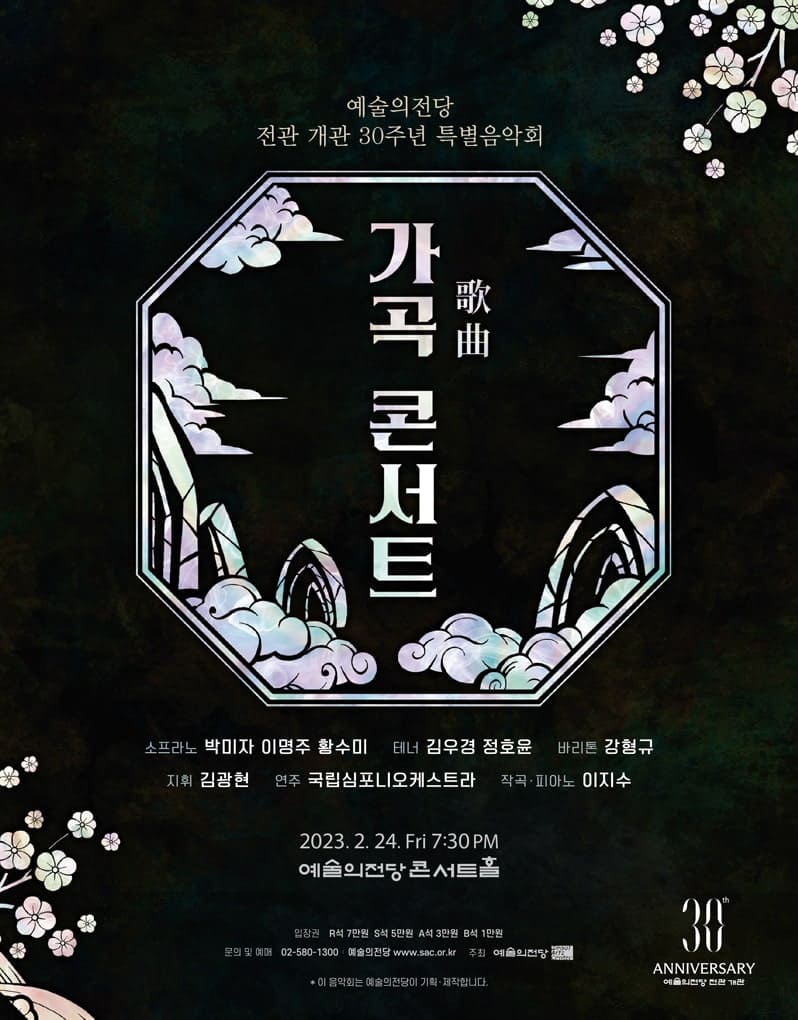 예술의전당
전관 개관 30주년 특별음악회
가곡 콘서트
歌曲
소프라노 박미자 이명주 황수미 테너 김우경 정호윤 바리톤 강형규
지휘 김광현 연주 국립심포니오케스트라 작곡·피아노 이지수
2023. 2. 24. Fri 7:30 PM
예술의전당 콘서트홀
입장권 R석 7만원 S석 5만원 A석 3만원 B석 1만원
문의 및 예매 02-580-1300 · 예술의전당 www.sac.or.kr 주최 예술의전당 SEOUL ARTS CENTER
* 이 음악회는 예술의전당이 기획·제작합니다.
30th
ANNIVERSARY
예술의전당 전관 개관